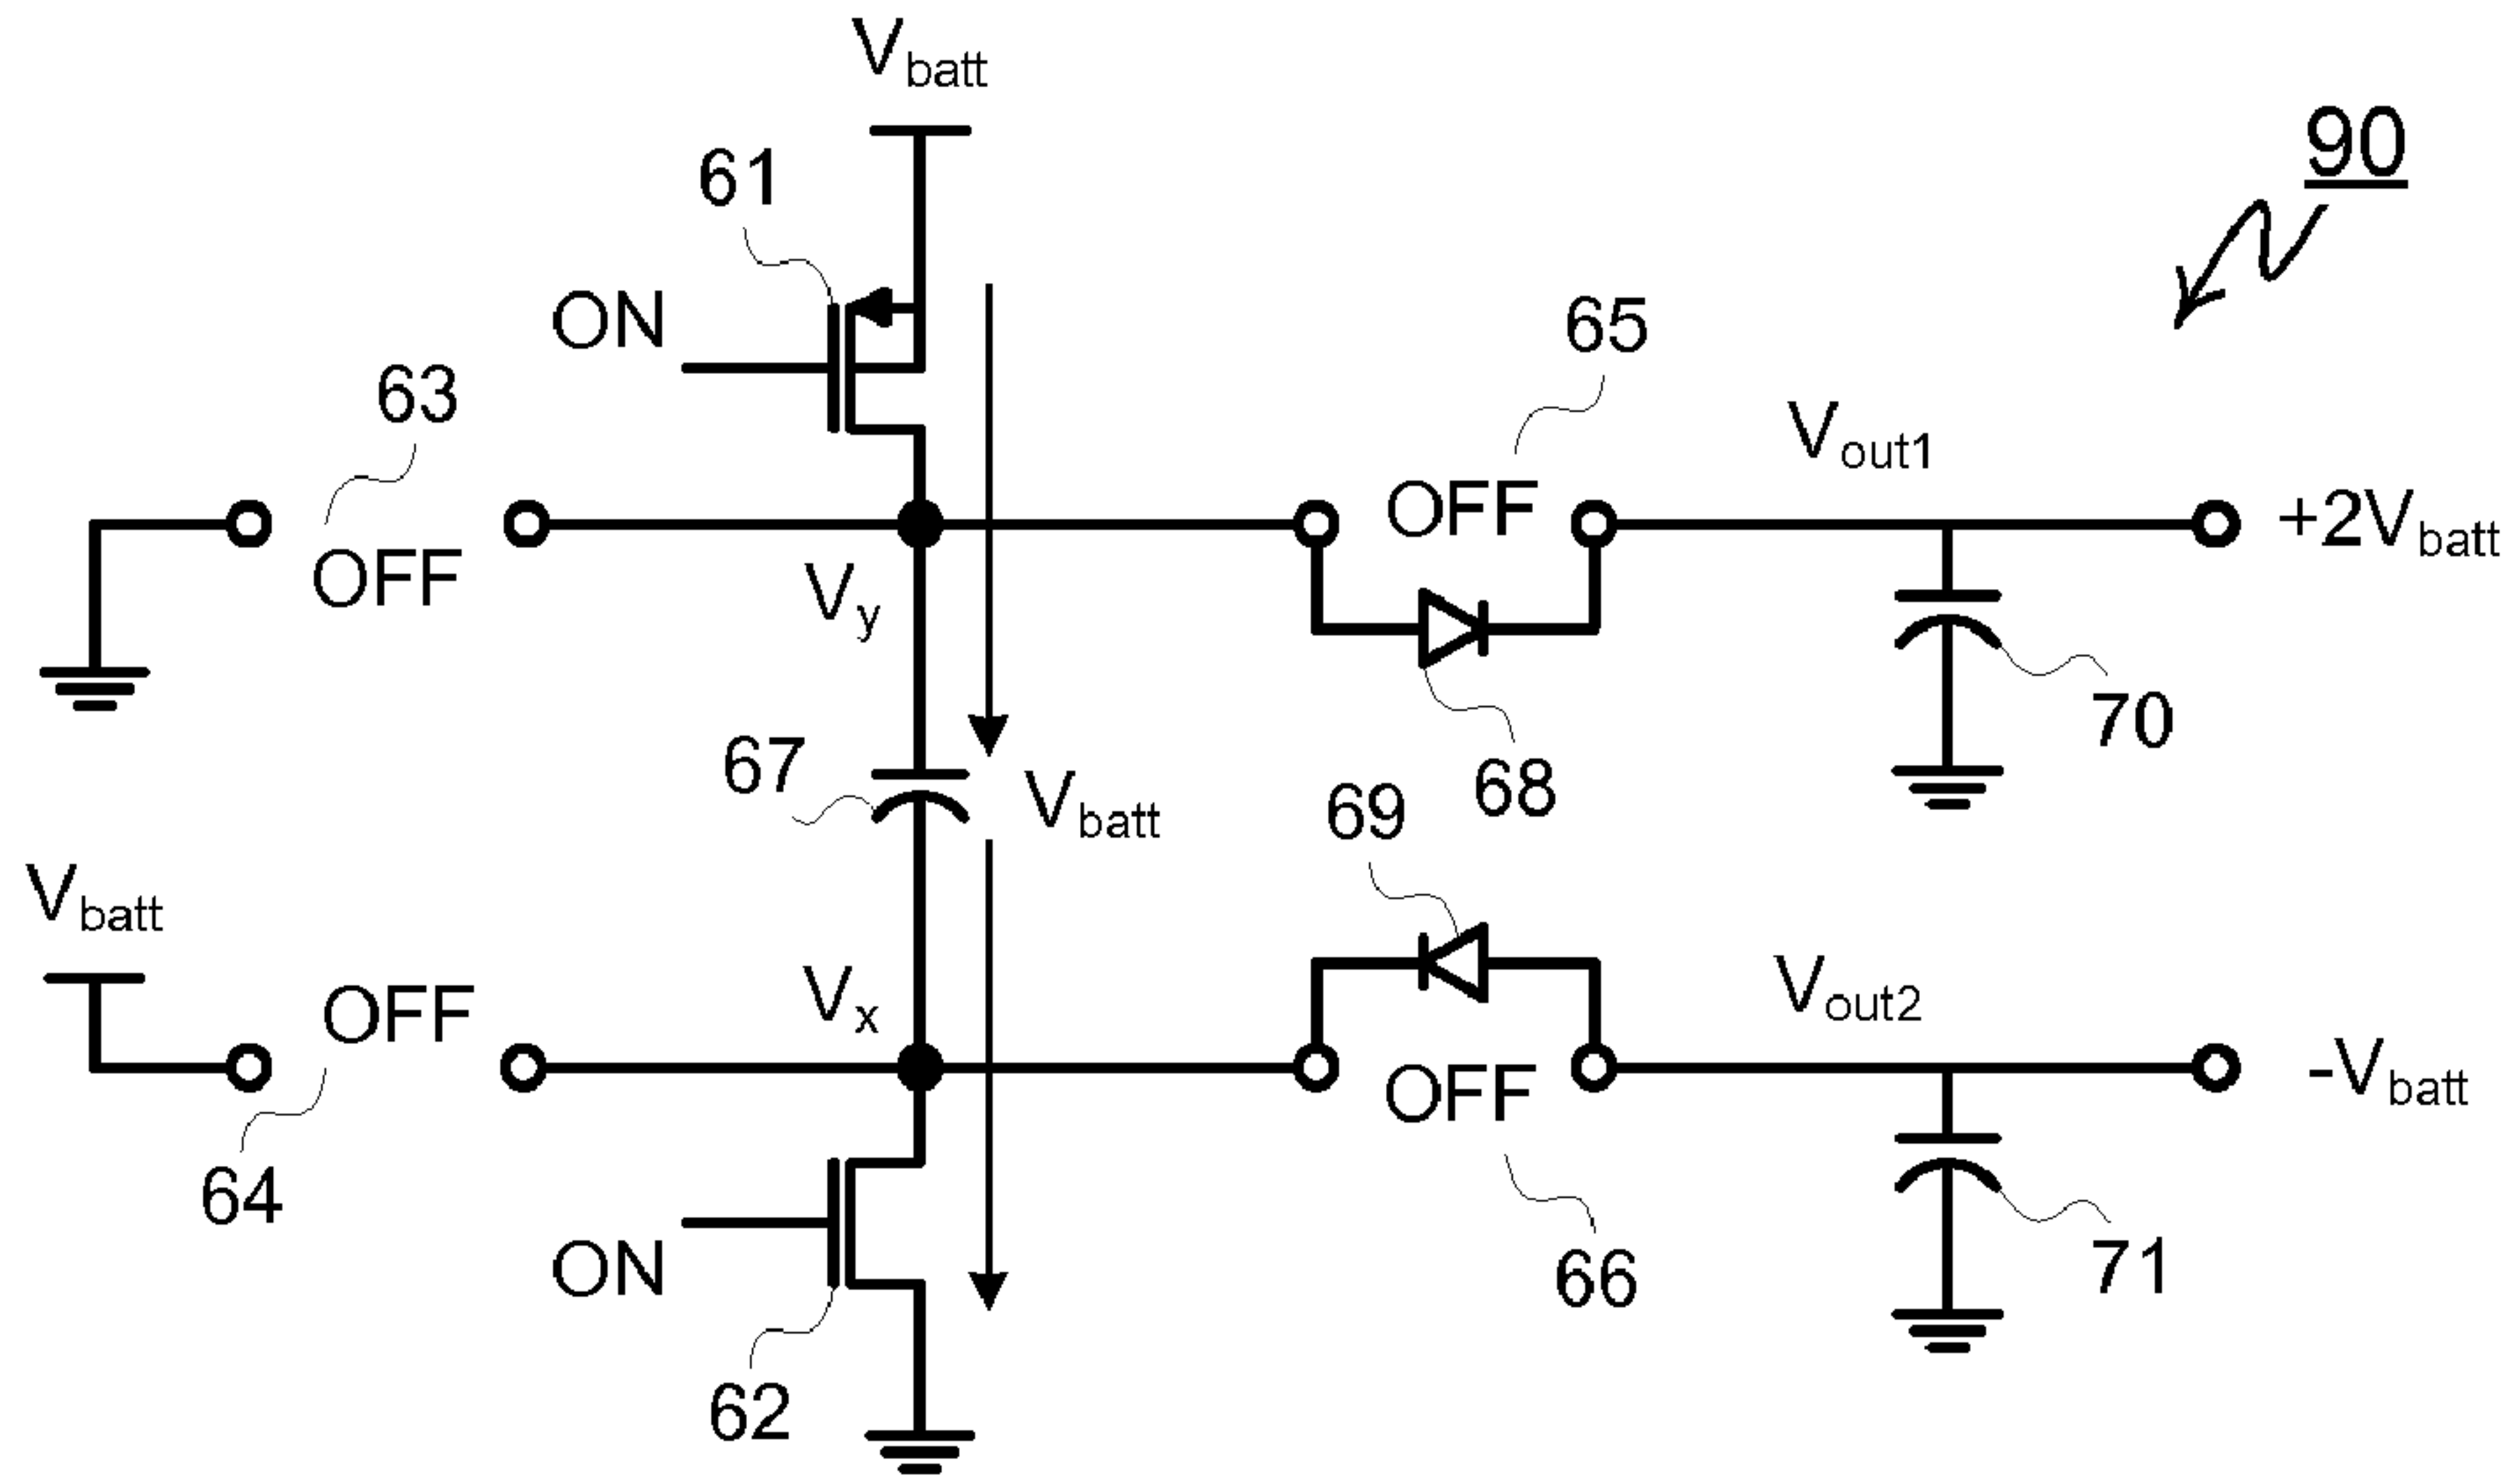 Vbatt
90
61
ON
65
63
Vout1
OFF
+2Vbatt
OFF
Vy
70
67
68
Vbatt
69
Vbatt
Vx
Vout2
OFF
-Vbatt
OFF
64
ON
66
71
62